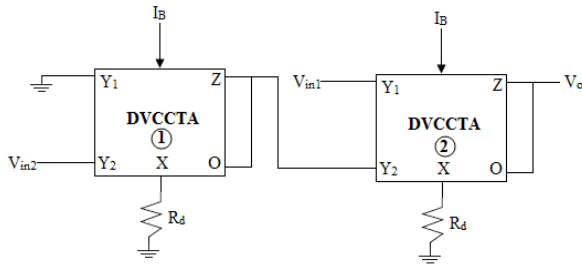 I_B
Y_1
Z
DVCCTA
1
V_in2
Y_2
X
O
R_d
I_B
V_in1
Y_1
Z
V_o
DVCCTA
2
Y_2
X
O
R_d